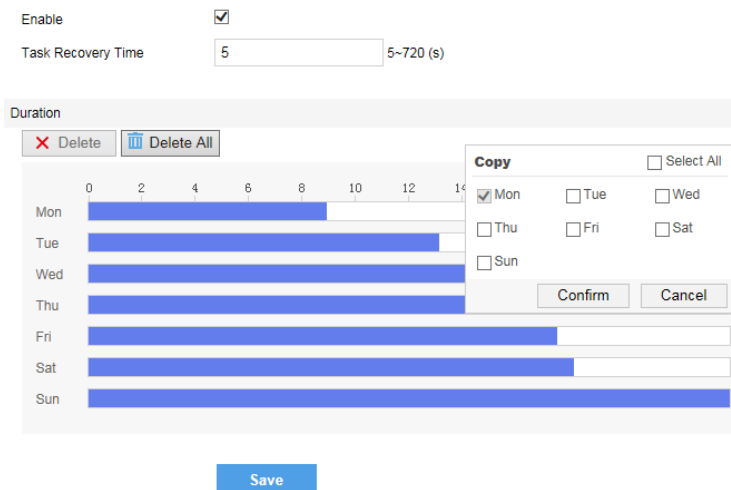 Enable
Task Recovery Time 5 5~720 (s)
Duration
Delete Delete All
Copy Select All
0 2 4 6 8 10 12 14
Mon Tue Wed
Thu Fri Sat
Sun
Confirm Cancel
Mon
Tue
Wed
Thu
Fri
Sat
Sun
Save